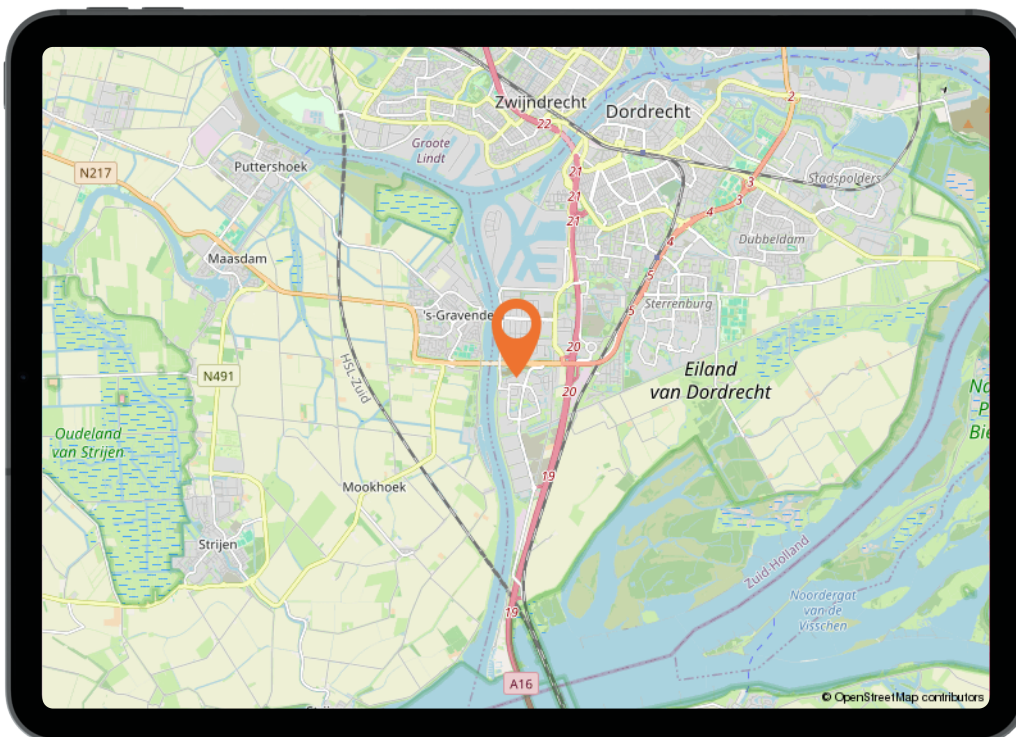 Zwijndrecht
Dordrecht
2
22
Groote
Lindt
N217
Puttershoek
21
21
21
3
3
Stadspolders
4
4
Dubbeldam
Maasdam
5
5
Sterrenburg
's-Gravende
20
20
HSL-Zuid
N491
Eiland
van Dordrecht
Oudeland
van Strijen
19
Mookhoek
Strijen
Zuid Holland
Noordergat
van de
Visschen
19
A16
© OpenStreetMap contributors